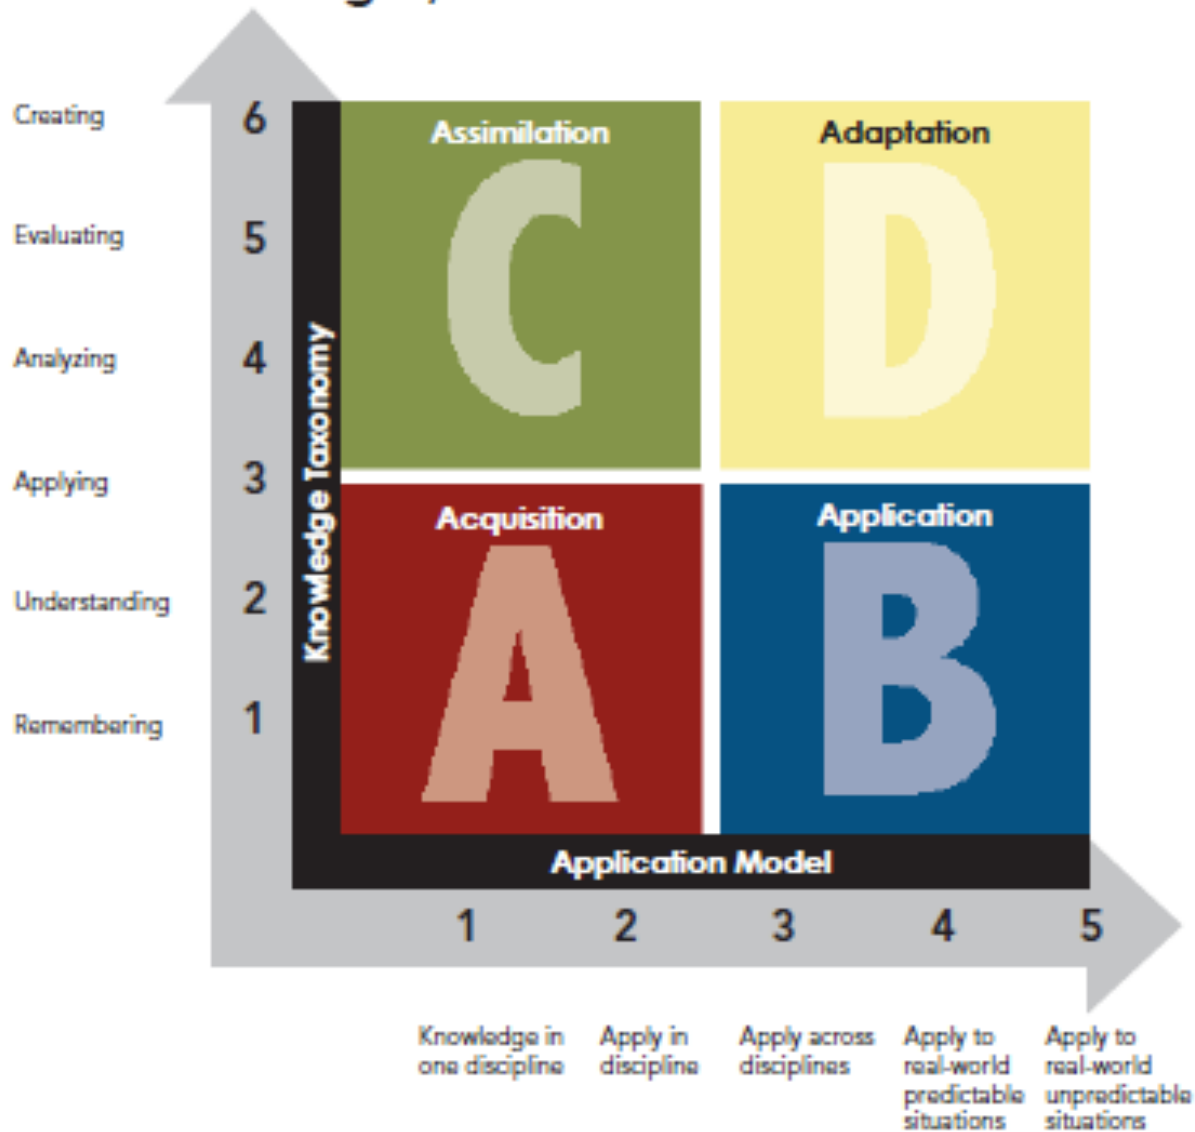 Creating
6
Assimilation
Adaptation
C
D
Evaluating
5
Analyzing
4
Knowledge Taxonomy
Applying
3
Acquisition
Application
A
B
Understanding
2
Remembering
1
Application Model
1 2 3 4 5
Knowledge in
one discipline
Apply in
discipline
Apply across
disciplines
Apply to
real-world
predictable
situations
Apply to
real-world
unpredictable
situations